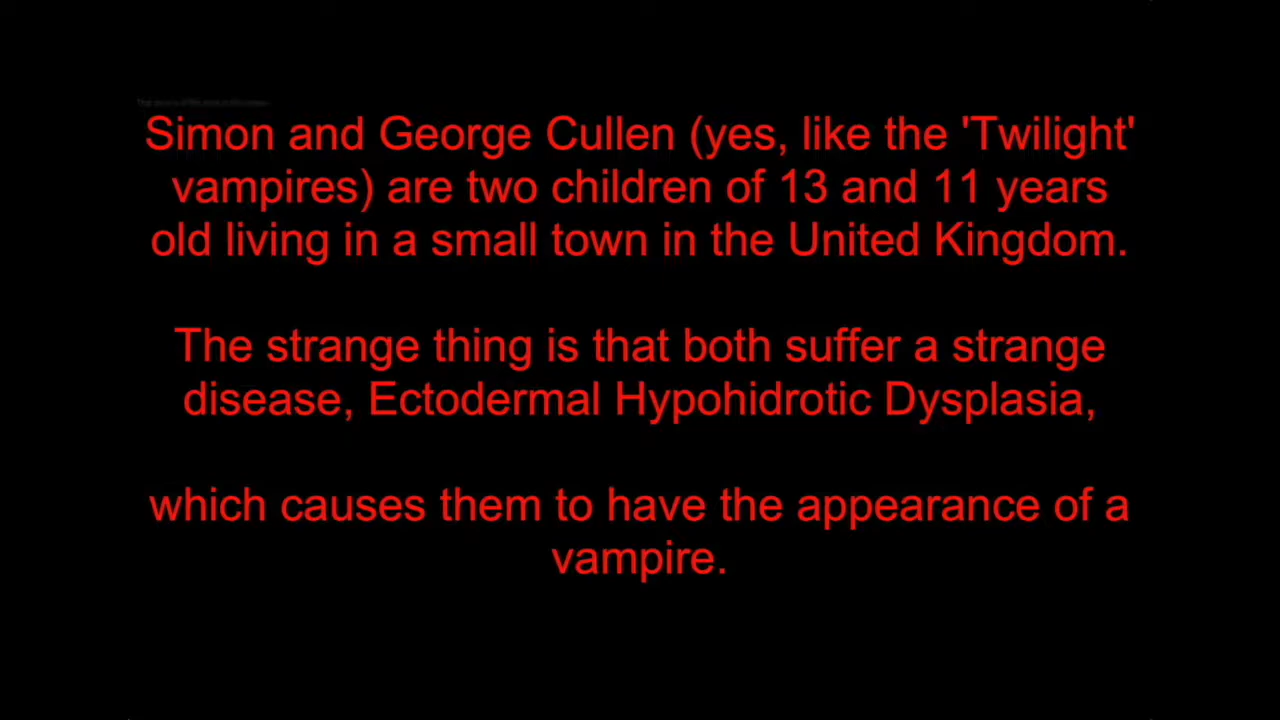 Simon and George Cullen (yes, like the 'Twilight'
vampires) are two children of 13 and 11 years
old living in a small town in the United Kingdom.
The strange thing is that both suffer a strange
disease, Ectodermal Hypohidrotic Dysplasia,
which causes them to have the appearance of a
vampire.